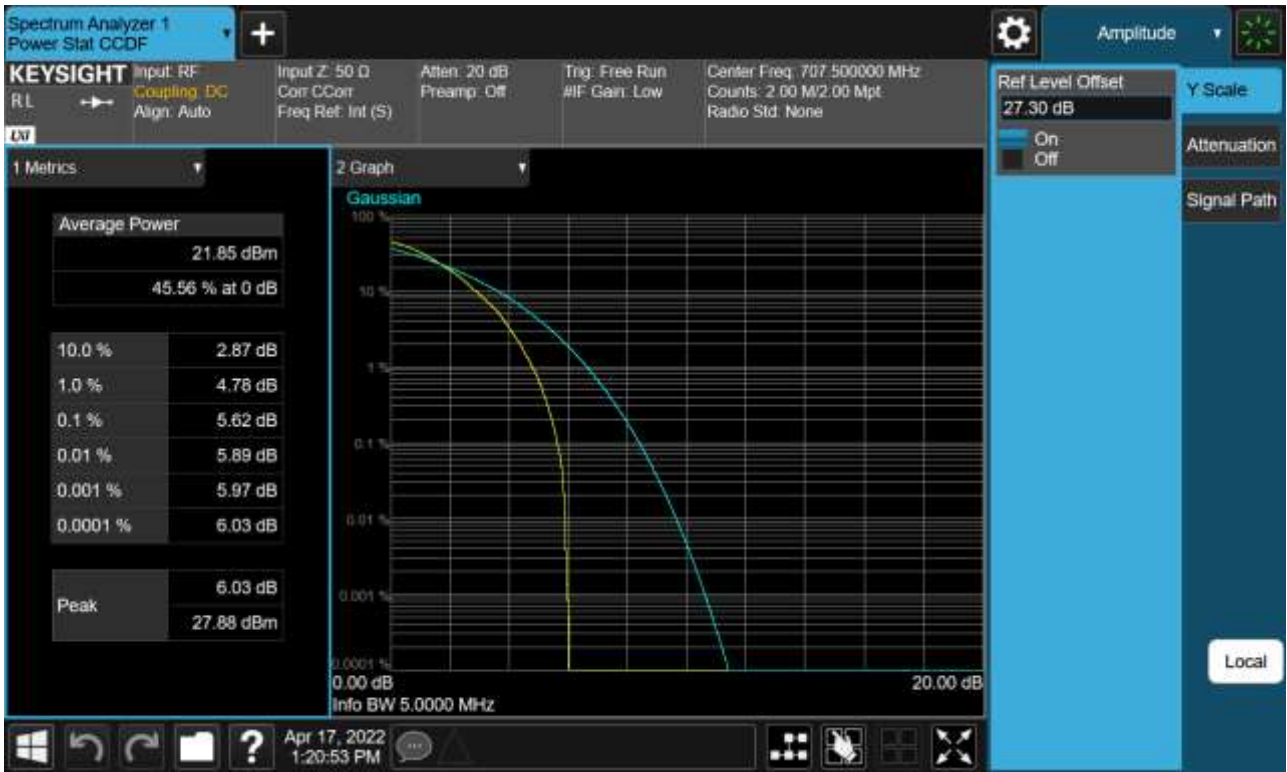 Spectrum Analyzer 1
Power Stat CCDF
Amplitude
KEYSIGHT
RL
LXI
Input: RF
Coupling: DC
Align: Auto
Input Z: 50 Ω
Corr CCorr
Freq Ref: Int (S)
Atten: 20 dB
Preamp: Off
Trig: Free Run
#IF Gain: Low
Center Freq: 707.500000 MHz
Counts: 2.00 M/2.00 Mpt
Radio Std: None
Ref Level Offset
27.30 dB
On
Off
Y Scale
Attenuation
Signal Path
Local
1 Metrics
Average Power
21.85 dBm
45.56 % at 0 dB
10.0 % 2.87 dB
1.0 % 4.78 dB
0.1 % 5.62 dB
0.01 % 5.89 dB
0.001 % 5.97 dB
0.0001 % 6.03 dB
Peak
6.03 dB
27.88 dBm
2 Graph
Gaussian
100 %
10 %
1 %
0.1 %
0.01 %
0.001 %
0.0001 %
0.00 dB 20.00 dB
Info BW 5.0000 MHz
?
Apr 17, 2022
1:20:53 PM